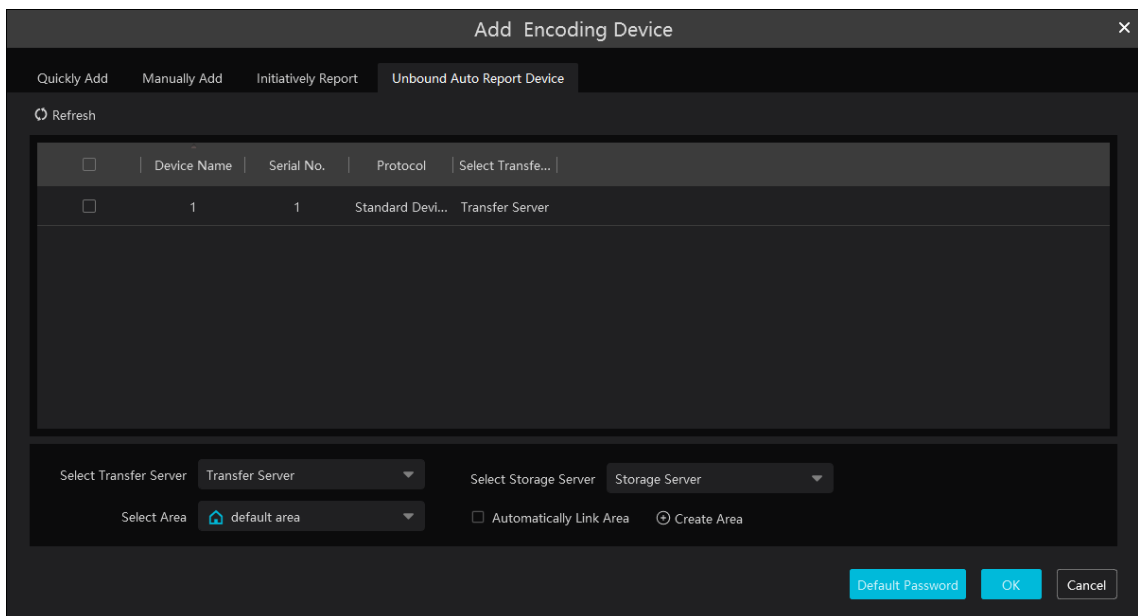 Add Encoding Device
Quickly Add Manually Add Initiatively Report Unbound Auto Report Device
Refresh
Device Name Serial No. Protocol Select Transfe...
1 1 Standard Devi... Transfer Server
Select Transfer Server Transfer Server Select Storage Server Storage Server
Select Area default area Automatically Link Area Create Area
Default Password OK Cancel